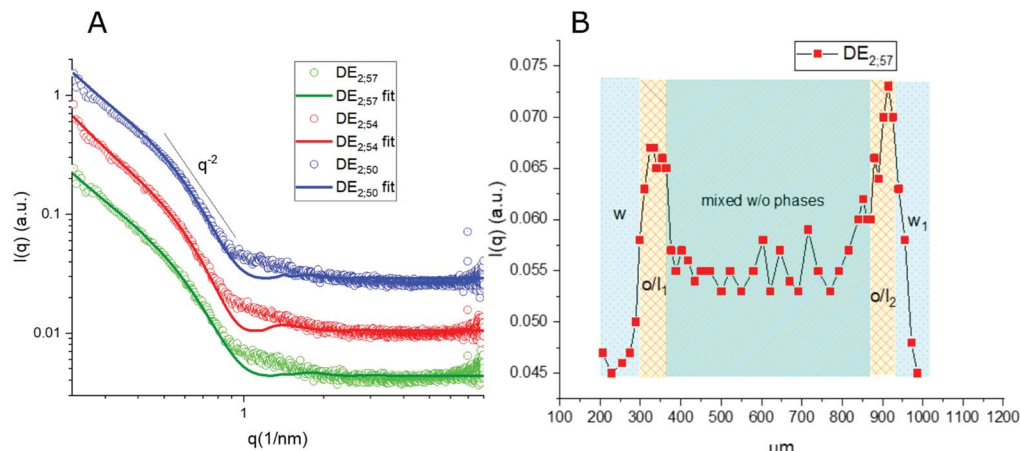 A
I(q) (a.u.)
1
0.1
0.01
q⁻²
DE₂;₅₇
DE₂;₅₇ fit
DE₂;₅₄
DE₂;₅₄ fit
DE₂;₅₀
DE₂;₅₀ fit
1
q(1/nm)
B
I(q) (a.u.)
0.075
0.070
0.065
0.060
0.055
0.050
0.045
DE₂;₅₇
w
o/I₁
mixed w/o phases
o/I₂
w₁
100 200 300 400 500 600 700 800 900 1000 1100 1200
um